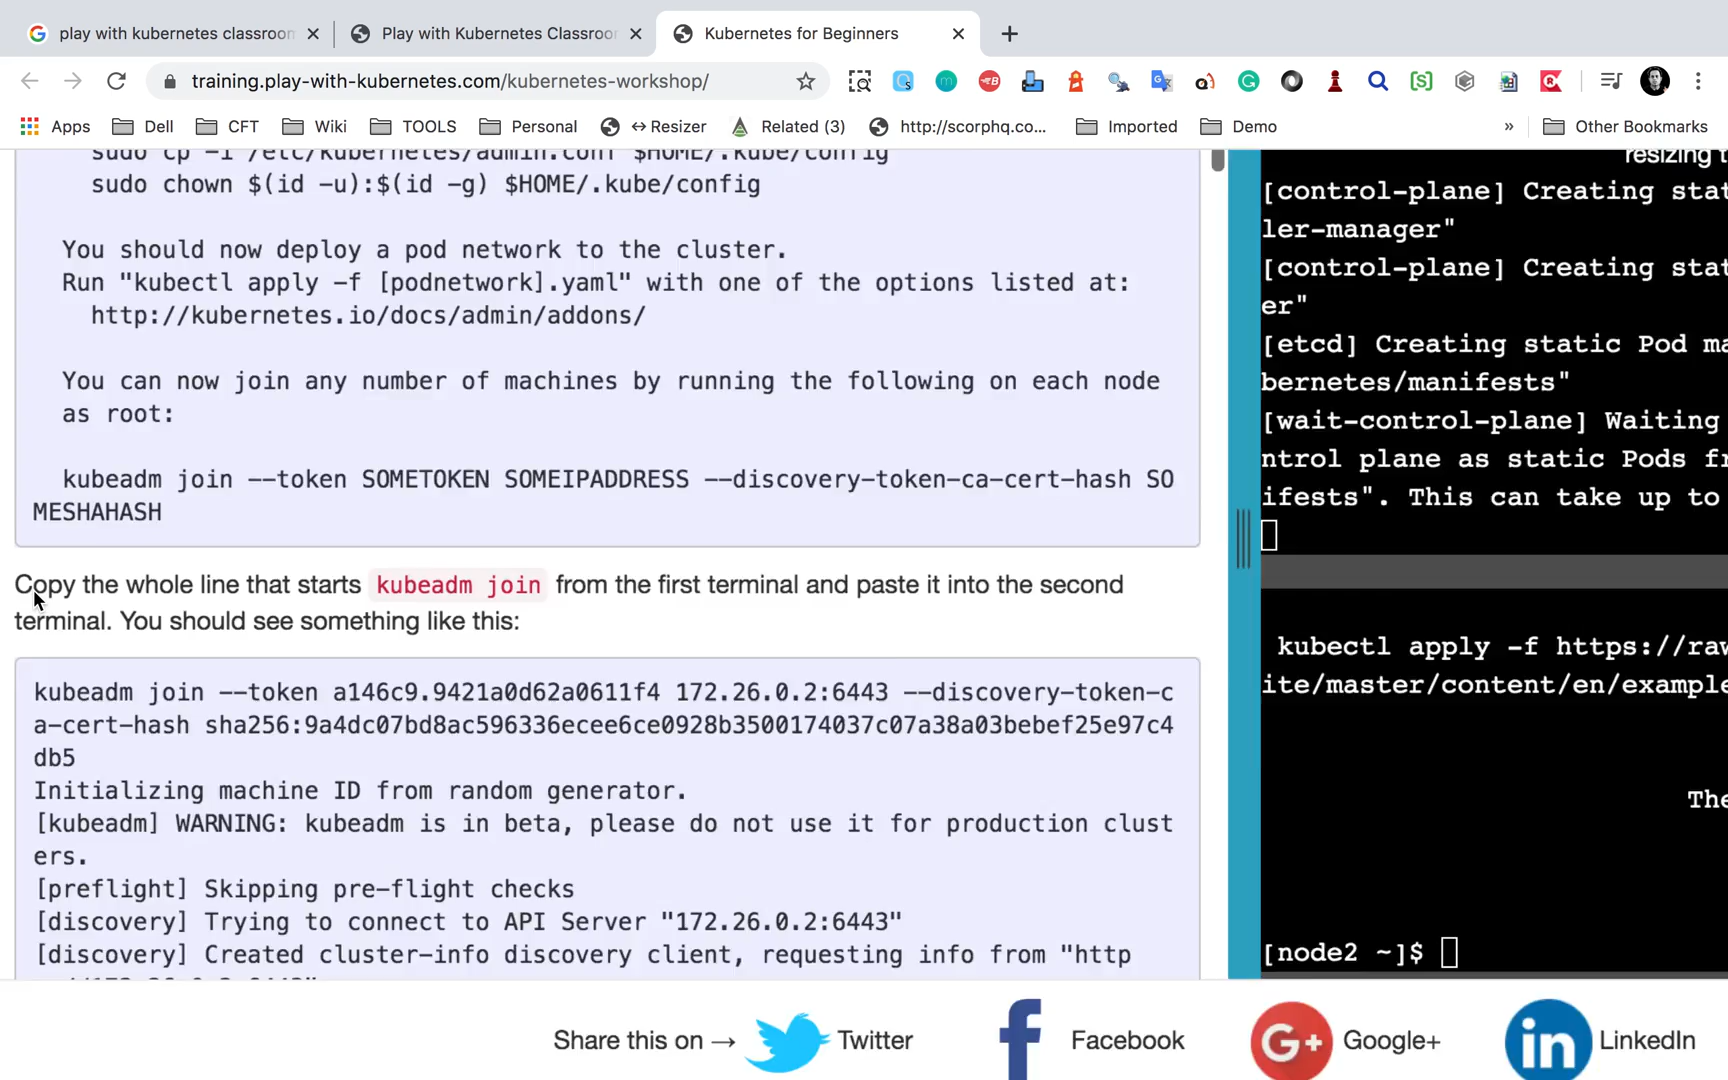 play with kubernetes classroom
Play with Kubernetes Classroo
Kubernetes for Beginners
training.play-with-kubernetes.com/kubernetes-workshop/
Apps
Dell
CFT
Wiki
TOOLS
Personal
↔Resizer
Related (3)
http://scorphq.co...
Imported
Demo
»
Other Bookmarks
sudo cp -i /etc/kubernetes/admin.conf $HOME/.kube/config
sudo chown $(id -u):$(id -g) $HOME/.kube/config
You should now deploy a pod network to the cluster.
Run "kubectl apply -f [podnetwork].yaml" with one of the options listed at:
http://kubernetes.io/docs/admin/addons/
You can now join any number of machines by running the following on each node
as root:
kubeadm join --token SOMETOKEN SOMEIPADDRESS --discovery-token-ca-cert-hash SO
MESHAHASH
Copy the whole line that starts kubeadm join from the first terminal and paste it into the second
terminal. You should see something like this:
kubeadm join --token a146c9.9421a0d62a0611f4 172.26.0.2:6443 --discovery-token-c
a-cert-hash sha256:9a4dc07bd8ac596336ecee6ce0928b3500174037c07a38a03bebef25e97c4
db5
Initializing machine ID from random generator.
[kubeadm] WARNING: kubeadm is in beta, please do not use it for production clust
ers.
[preflight] Skipping pre-flight checks
[discovery] Trying to connect to API Server "172.26.0.2:6443"
[discovery] Created cluster-info discovery client, requesting info from "http
resizing t
[control-plane] Creating stat
ler-manager"
[control-plane] Creating stat
er"
[etcd] Creating static Pod ma
bernetes/manifests"
[wait-control-plane] Waiting
ntrol plane as static Pods fr
ifests". This can take up to
kubectl apply -f https://raw
ite/master/content/en/example
The
[node2 ~]$
Share this on →
Twitter
Facebook
Google+
LinkedIn